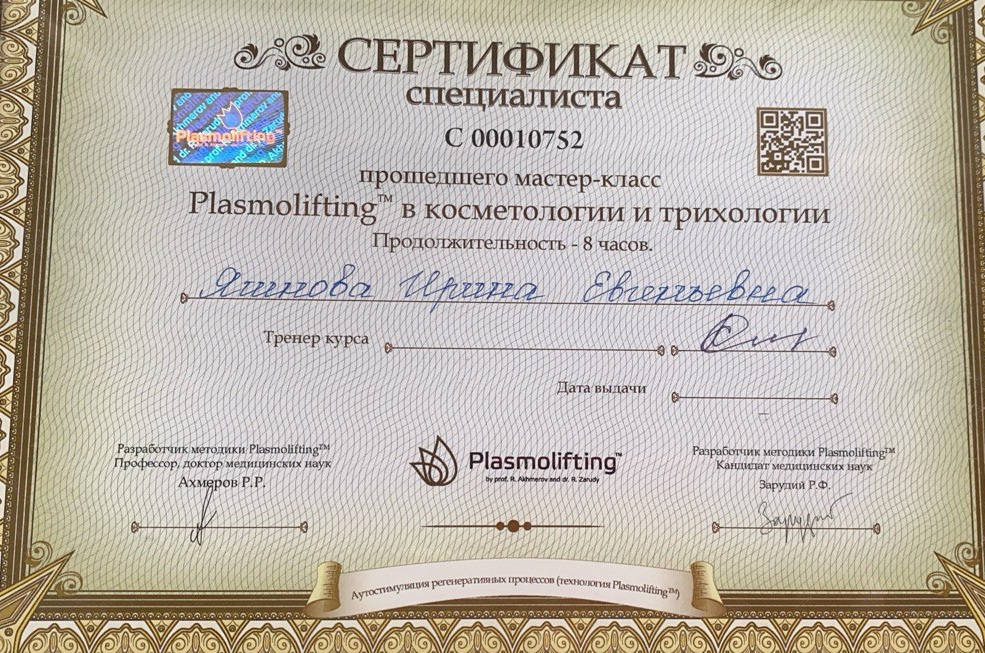 СЕРТИФИКАТ
специалиста
С 00010752
Plasmolifting
прошедшего мастер-класс
Plasmolifting™ в косметологии и трихологии
Продолжительность - 8 часов.
Яшнова Ирина Евгеньевна
Тренер курса
Дата выдачи
Разработчик методики Plasmolifting™
Профессор, доктор медицинских наук
Ахмеров Р.Р.
Plasmolifting™
by prof. R. Akhmerov and dr. R. Zarudy
Разработчик методики Plasmolifting™
Кандидат медицинских наук
Зарудий Р.Ф.
Аутостимуляция регенеративных процессов (технология Plasmolifting™)